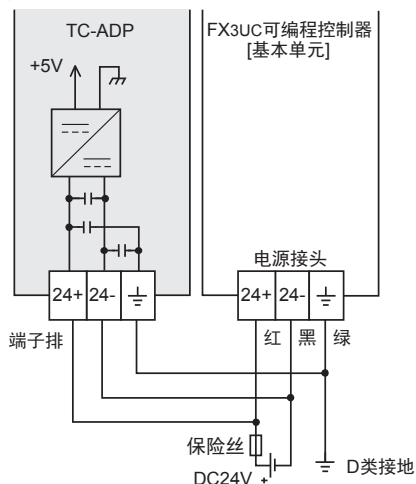 TC-ADP
FX3UC可编程控制器
[基本单元]
+5V
电源接头
24+ 24-
24+ 24-
端子排
红 黑 绿
保险丝
DC24V +
D类接地